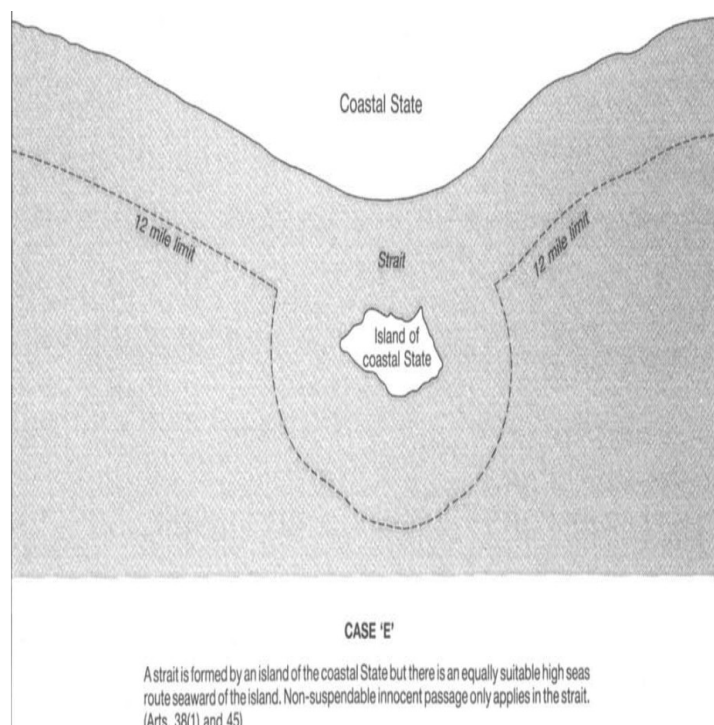 Coastal State
12 mile limit
Strait
12 mile limit
Island of
coastal State
CASE 'E'
A strait is formed by an island of the coastal State but there is an equally suitable high seas
route seaward of the island. Non-suspendable innocent passage only applies in the strait.
(Arts. 38(1) and 45)